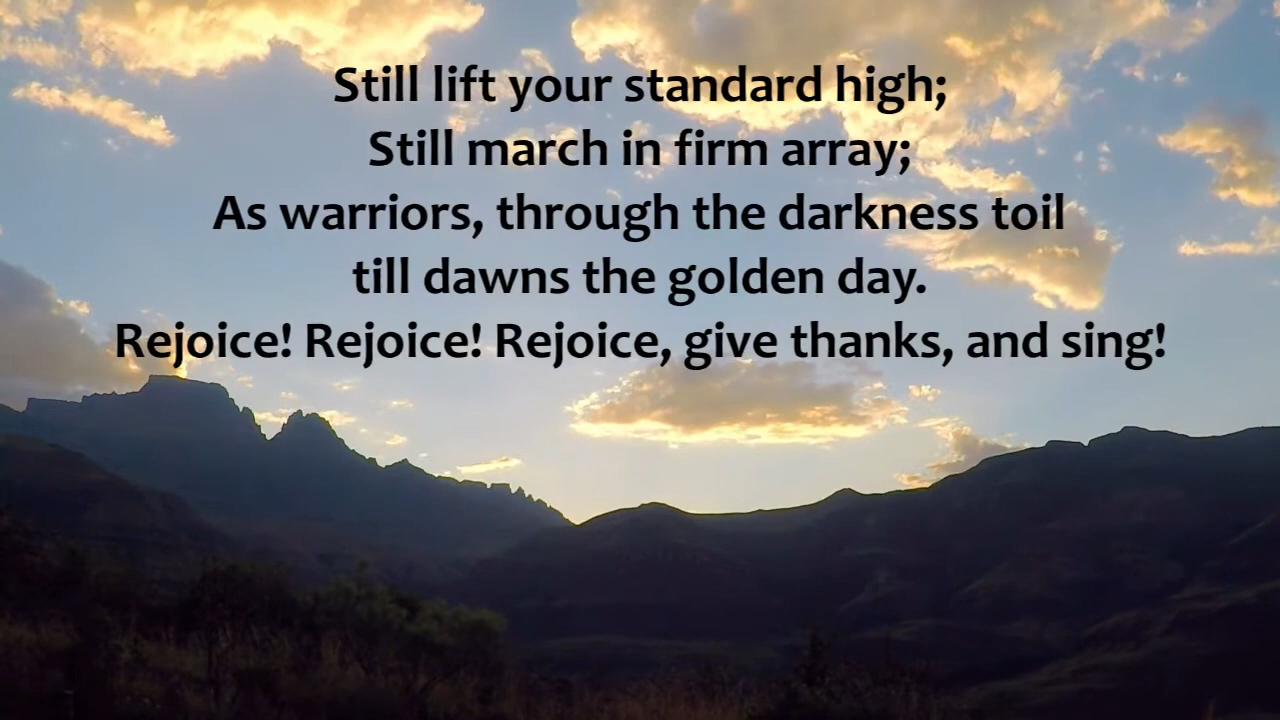 Still lift your standard high;
Still march in firm array;
As warriors, through the darkness toil
till dawns the golden day.
Rejoice! Rejoice! Rejoice, give thanks, and sing!